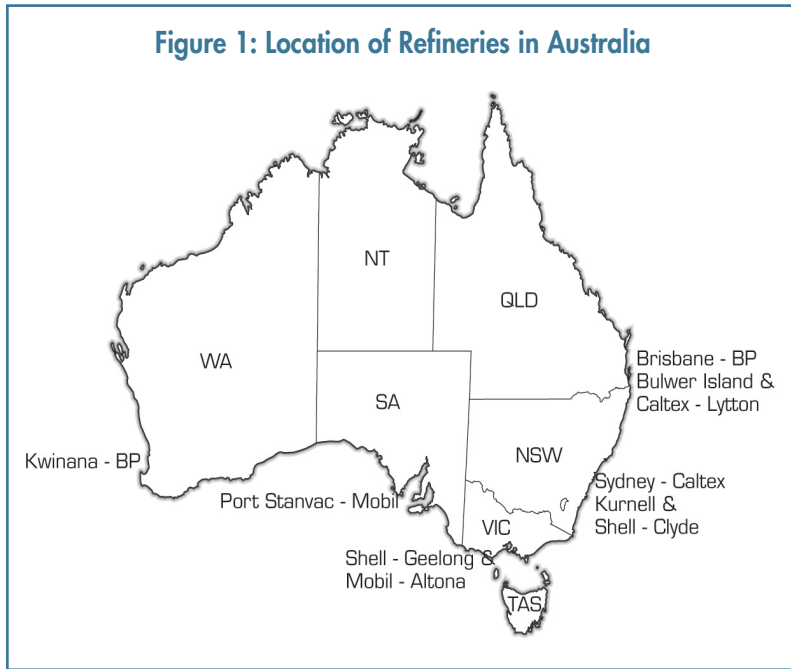 Figure 1: Location of Refineries in Australia
NT
QLD
WA
Brisbane - BP
Bulwer Island &
Caltex - Lytton
SA
NSW
Kwinana - BP
Sydney - Caltex
Kurnell &
Shell - Clyde
Port Stanvac - Mobil
VIC
Shell - Geelong &
Mobil - Altona
TAS